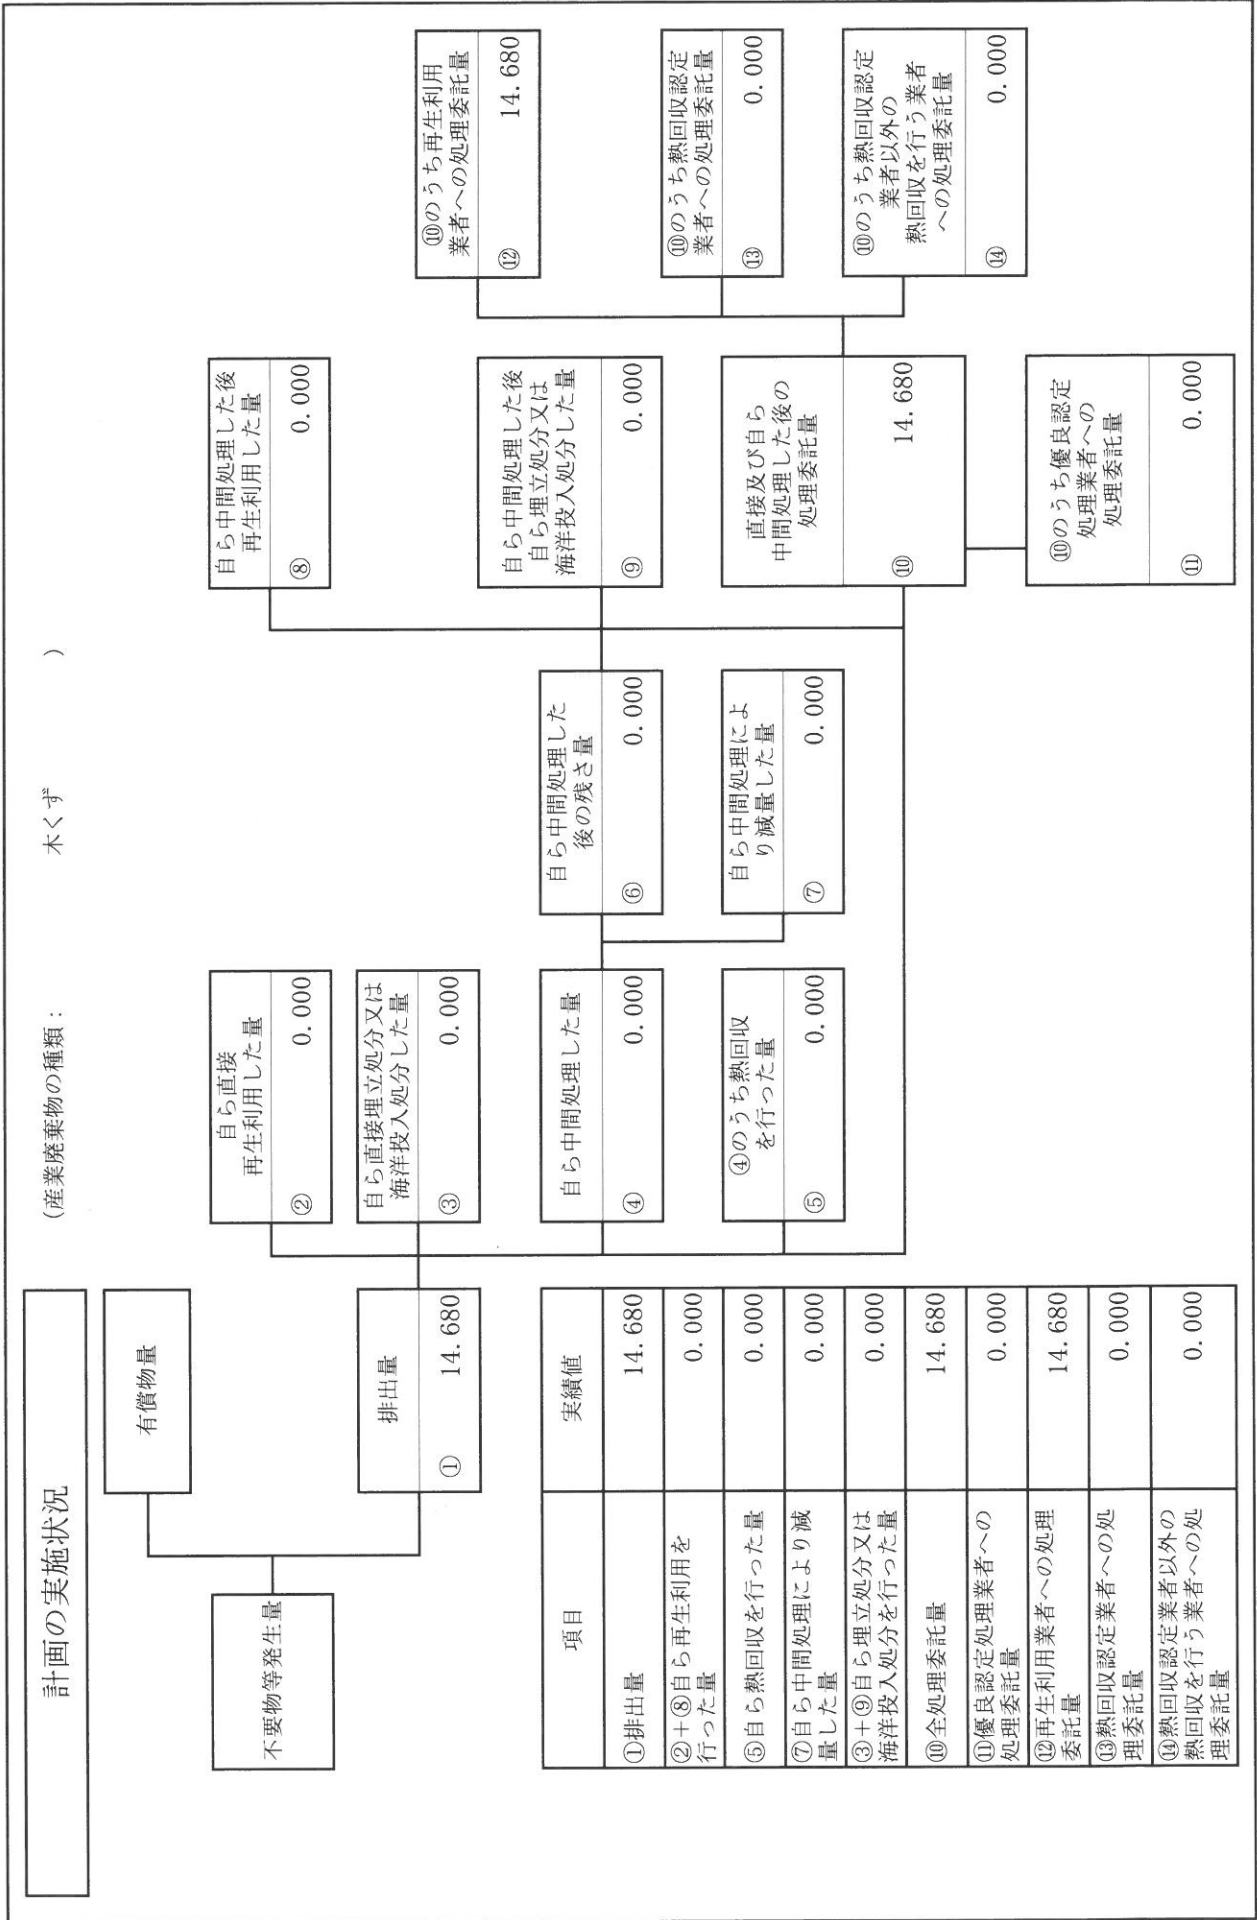 計画の実施状況
(産業廃棄物の種類：　木くず　)
不要物等発生量
有償物量
排出量
① 14.680
自ら直接
再生利用した量
② 0.000
自ら直接埋立処分又は
海洋投入処分した量
③ 0.000
自ら中間処理した量
④ 0.000
④のうち熱回収
を行った量
⑤ 0.000
自ら中間処理した
後の残さ量
⑥ 0.000
自ら中間処理によ
り減量した量
⑦ 0.000
自ら中間処理した後
再生利用した量
⑧ 0.000
自ら中間処理した後
自ら埋立処分又は
海洋投入処分した量
⑨ 0.000
直接及び自ら
中間処理した後の
処理委託量
⑩ 14.680
⑩のうち優良認定
処理業者への
処理委託量
⑪ 0.000
⑩のうち再生利用
業者への処理委託量
⑫ 14.680
⑩のうち熱回収認定
業者への処理委託量
⑬ 0.000
⑩のうち熱回収認定
業者以外の
熱回収を行う業者
への処理委託量
⑭ 0.000
項目 実績値
①排出量 14.680
②+⑧自ら再生利用を
行った量 0.000
⑤自ら熱回収を行った量 0.000
⑦自ら中間処理により減
量した量 0.000
③+⑨自ら埋立処分又は
海洋投入処分を行った量 0.000
⑩全処理委託量 14.680
⑪優良認定処理業者への
処理委託量 0.000
⑫再生利用業者への処理
委託量 14.680
⑬熱回収認定業者への処
理委託量 0.000
⑭熱回収認定業者以外の
熱回収を行う業者への処
理委託量 0.000